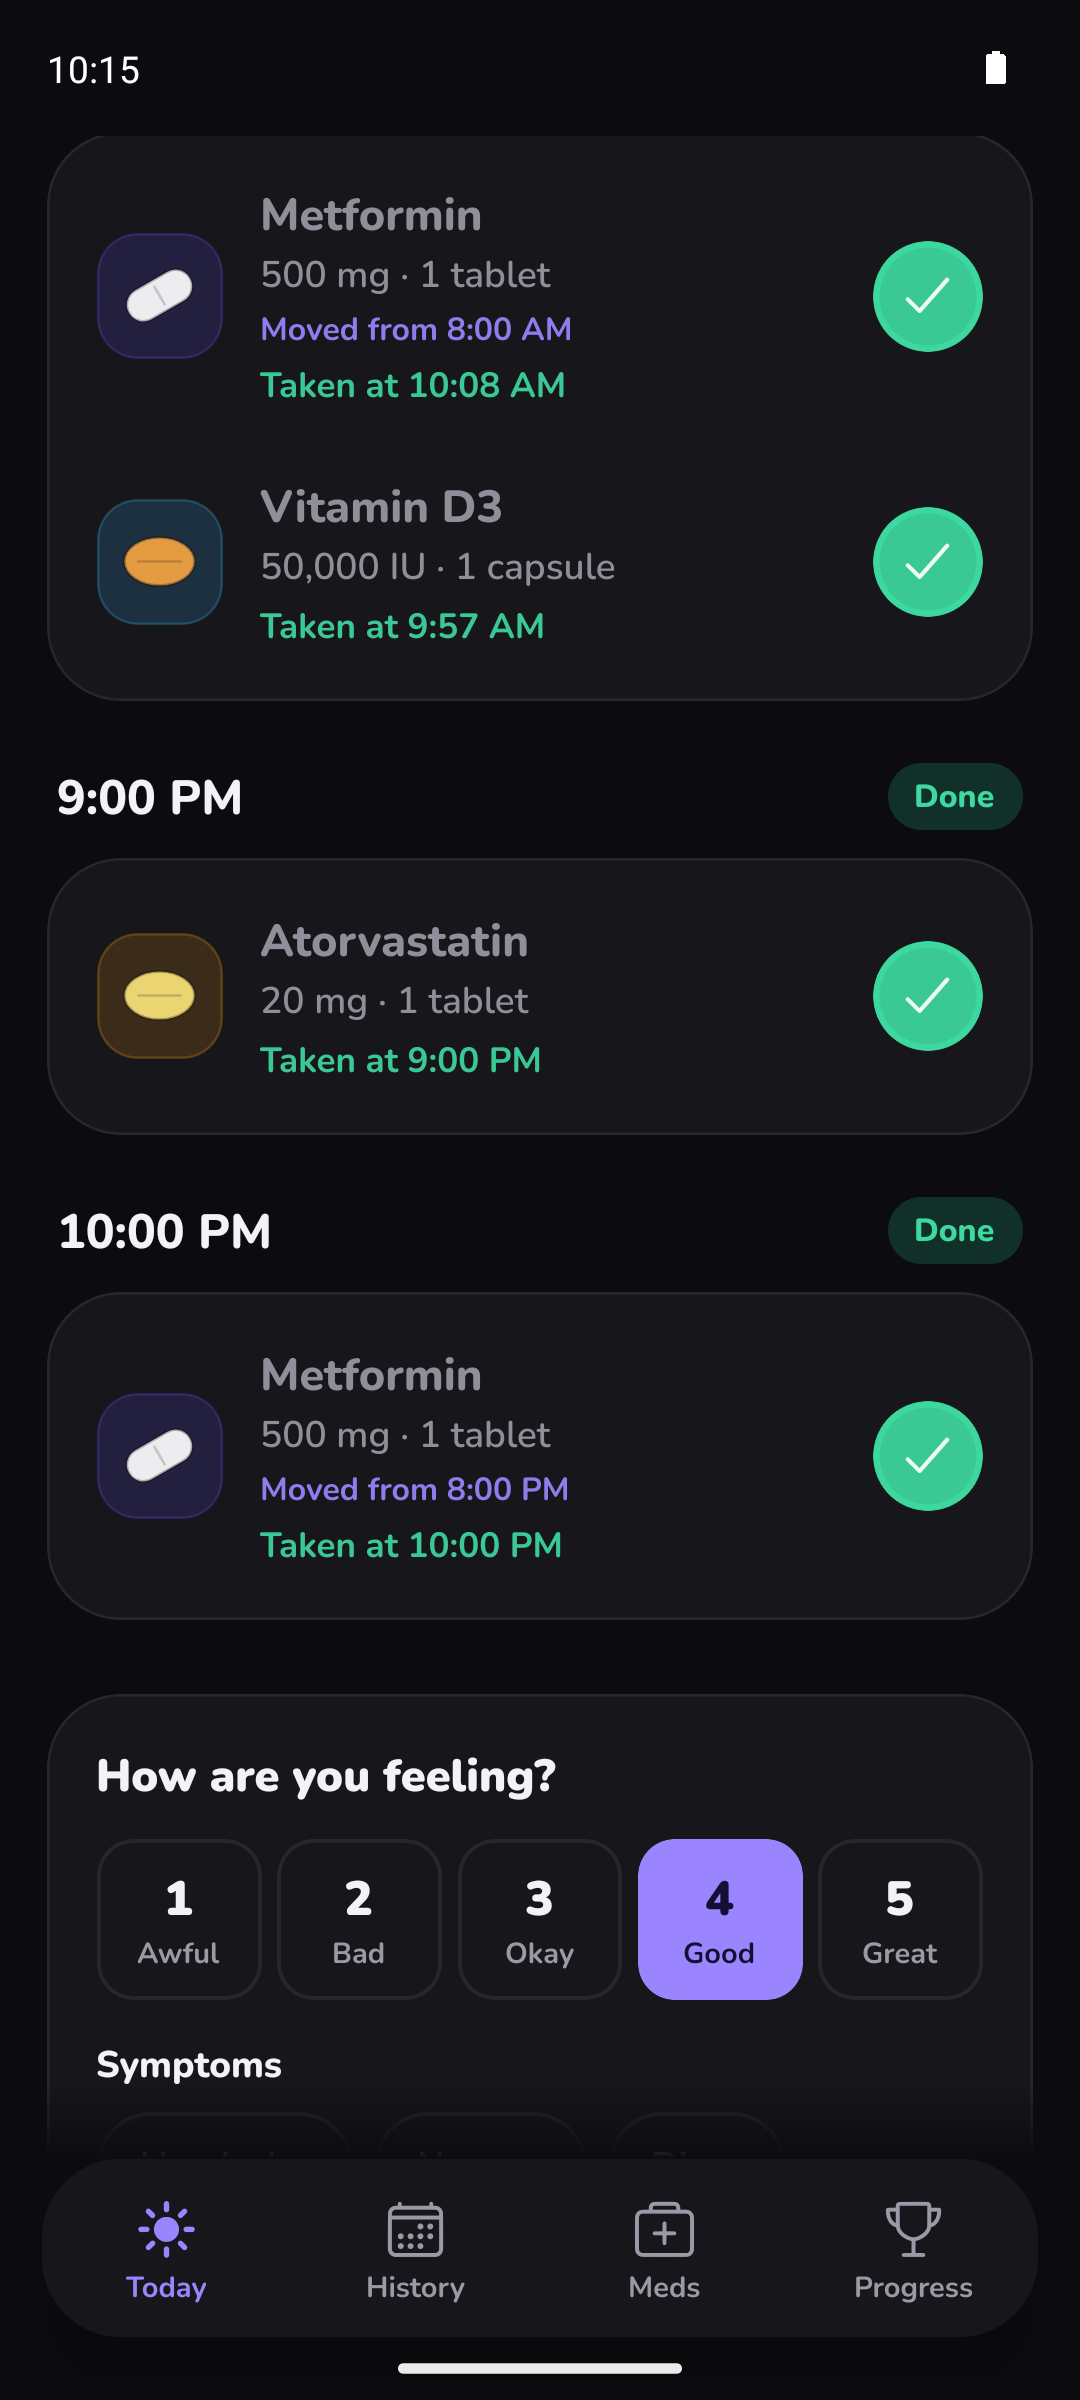 10:15
Metformin
500 mg · 1 tablet
Moved from 8:00 AM
Taken at 10:08 AM
Vitamin D3
50,000 IU · 1 capsule
Taken at 9:57 AM
9:00 PM
Done
Atorvastatin
20 mg · 1 tablet
Taken at 9:00 PM
10:00 PM
Done
Metformin
500 mg · 1 tablet
Moved from 8:00 PM
Taken at 10:00 PM
How are you feeling?
1
2
3
4
5
Awful
Bad
Okay
Good
Great
Symptoms
Today
History
Meds
Progress